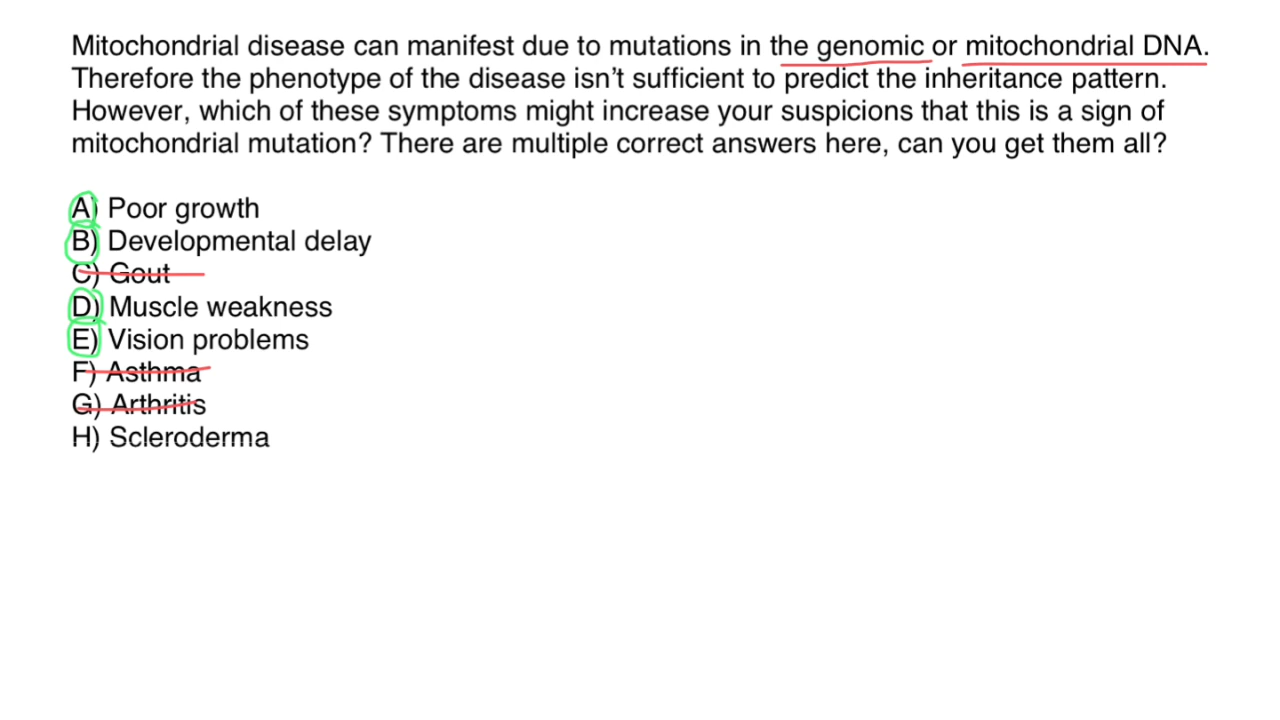 Mitochondrial disease can manifest due to mutations in the genomic or mitochondrial DNA.
Therefore the phenotype of the disease isn’t sufficient to predict the inheritance pattern.
However, which of these symptoms might increase your suspicions that this is a sign of
mitochondrial mutation? There are multiple correct answers here, can you get them all?
A) Poor growth
B) Developmental delay
C) Gout
D) Muscle weakness
E) Vision problems
F) Asthma
G) Arthritis
H) Scleroderma